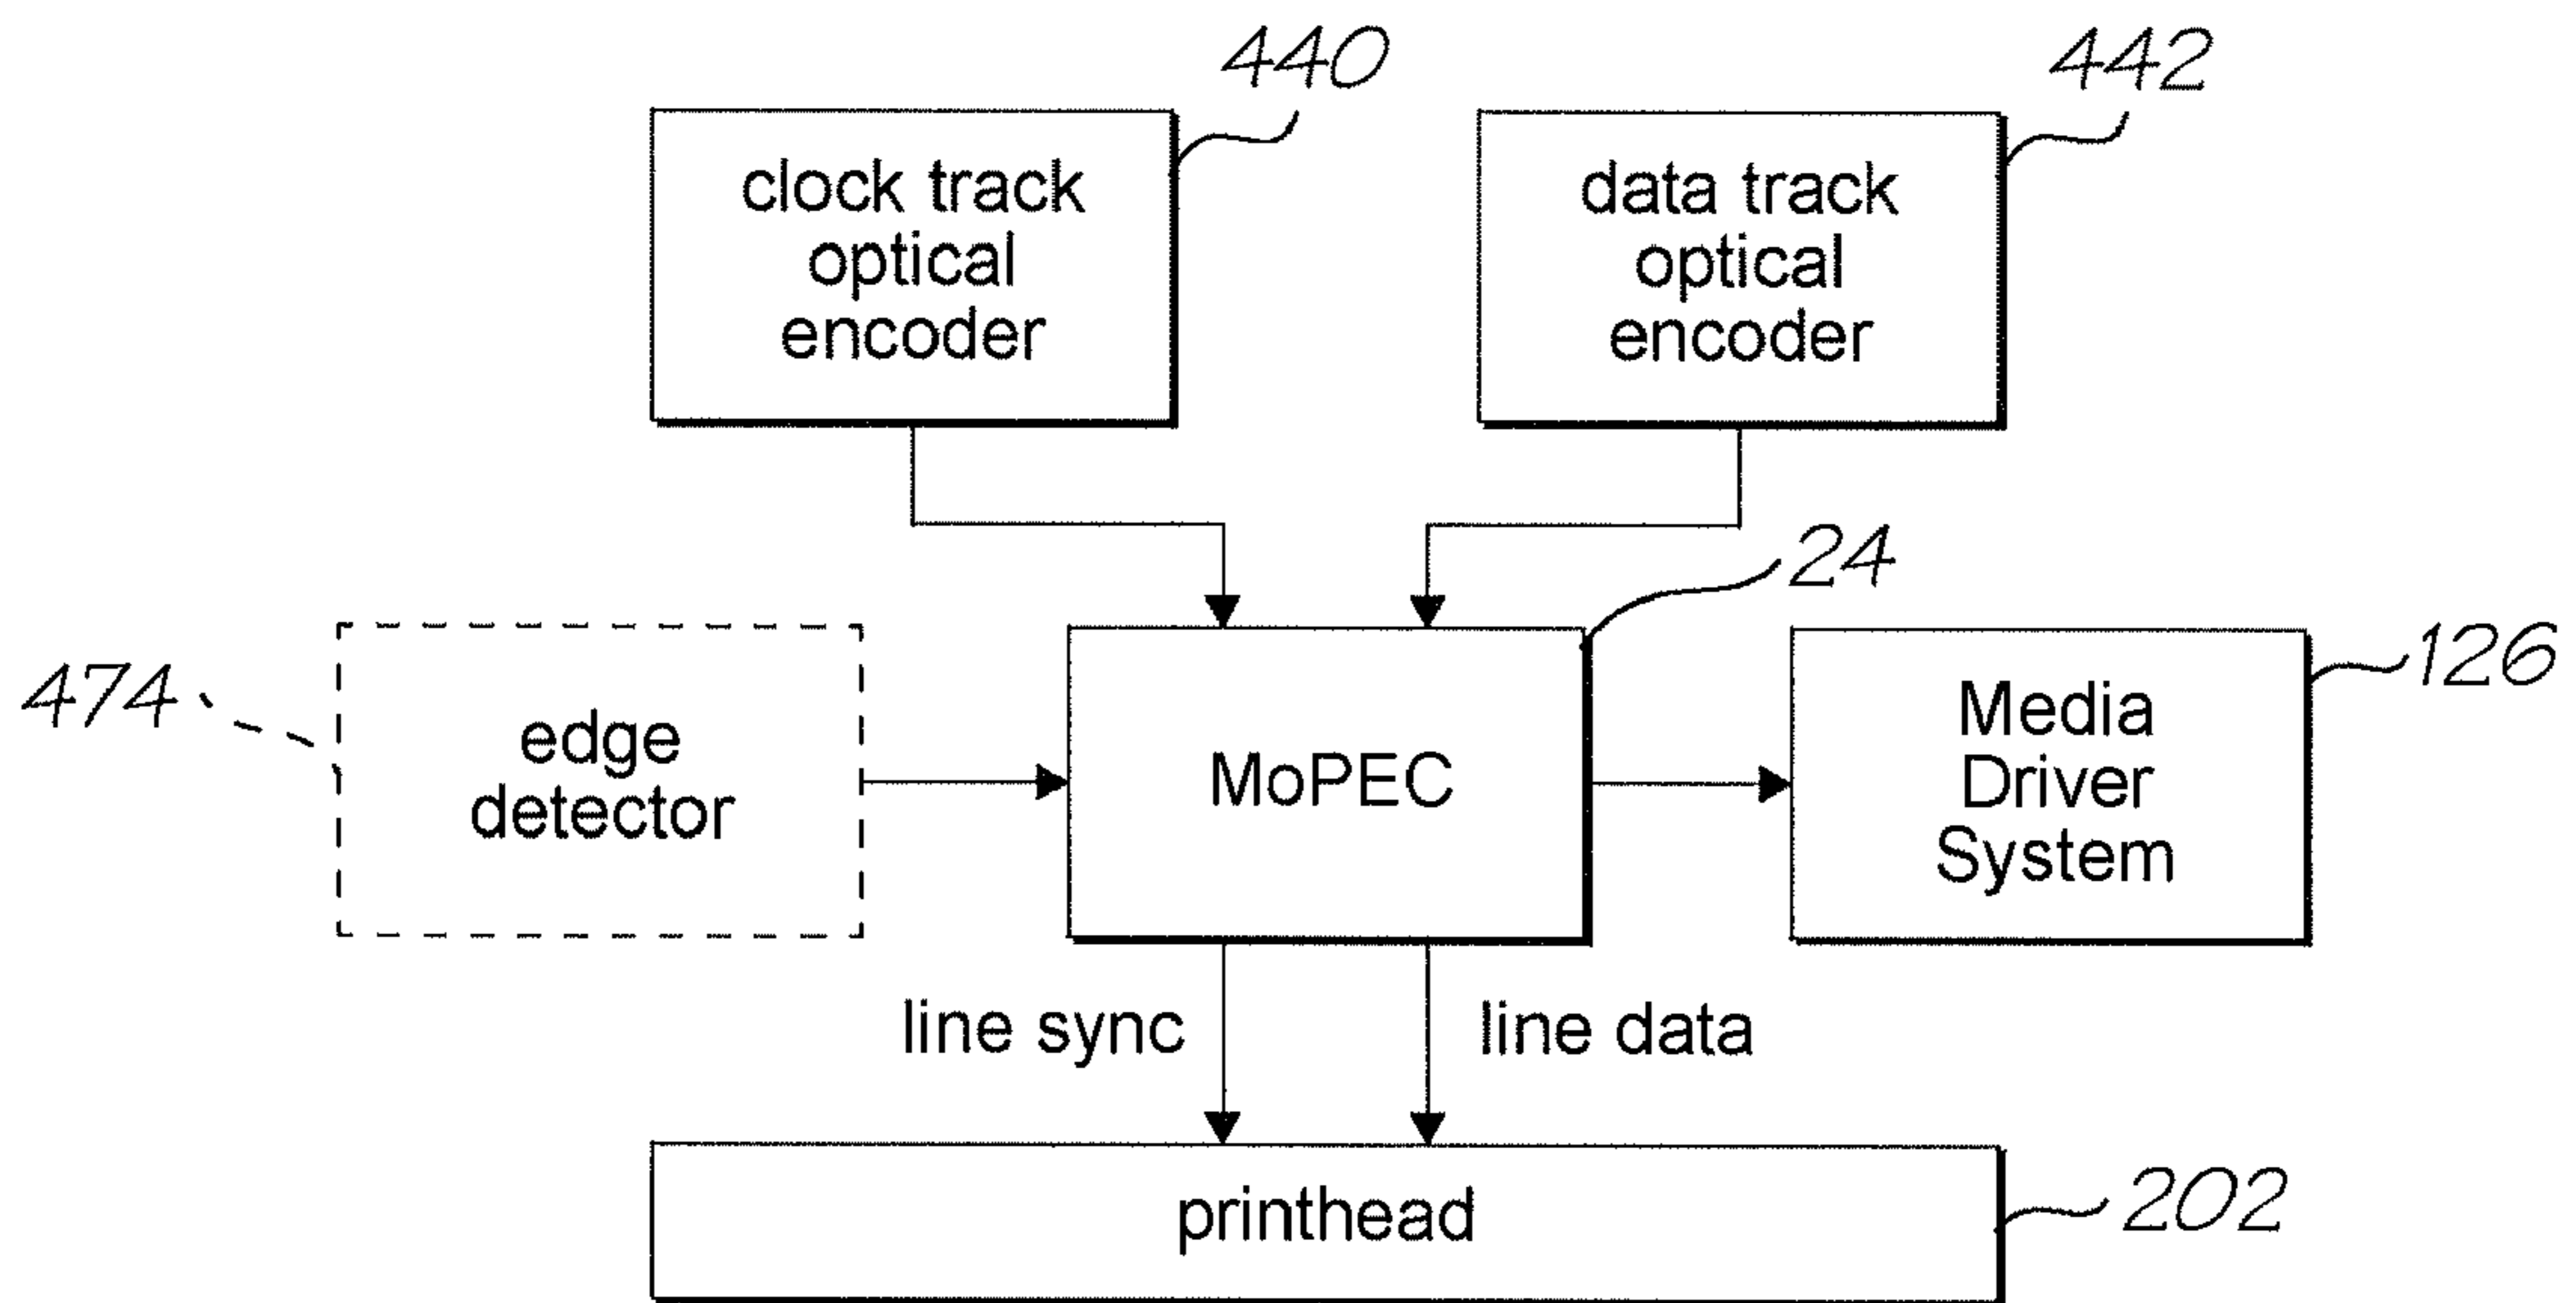 440
442
clock track
optical
encoder
data track
optical
encoder
24
474
edge
detector
MoPEC
126
Media
Driver
System
line sync
line data
printhead
202